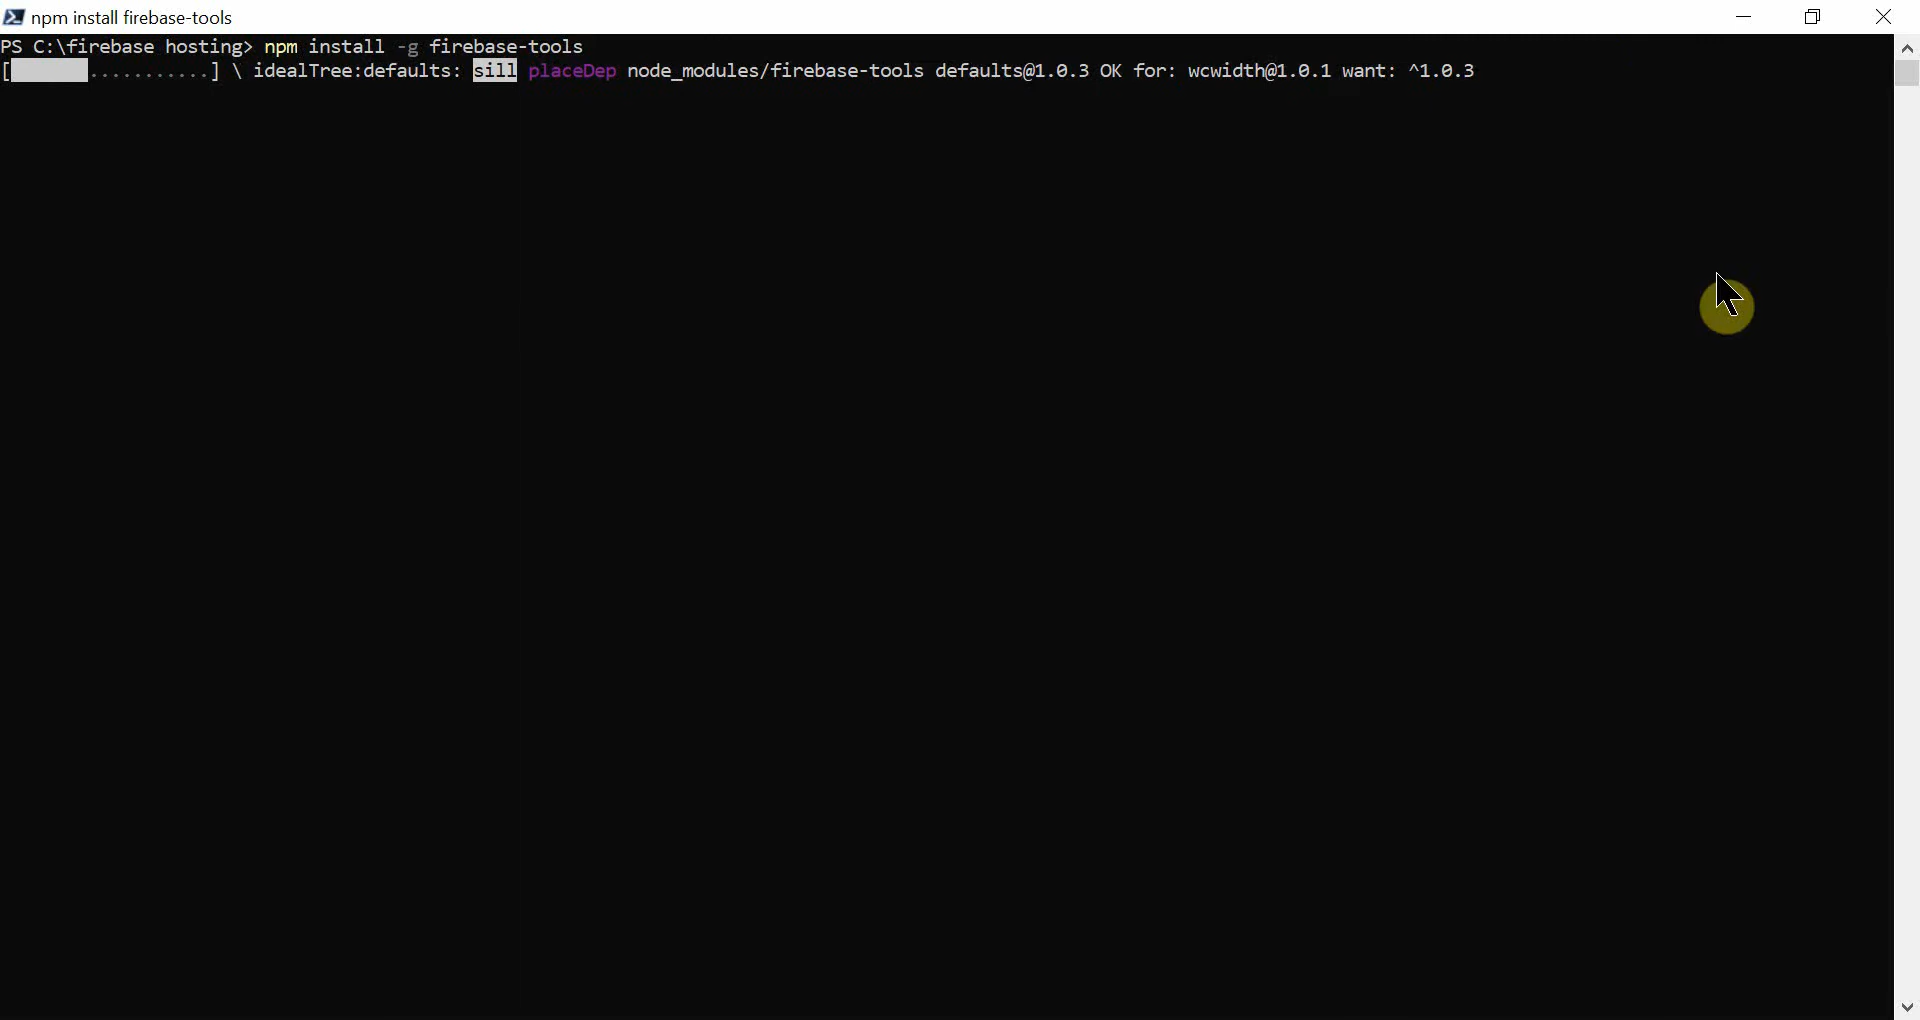 npm install firebase-tools
PS C:\firebase hosting> npm install -g firebase-tools
[       ...........] \ idealTree:defaults: sill placeDep node_modules/firebase-tools defaults@1.0.3 OK for: wcwidth@1.0.1 want: ^1.0.3